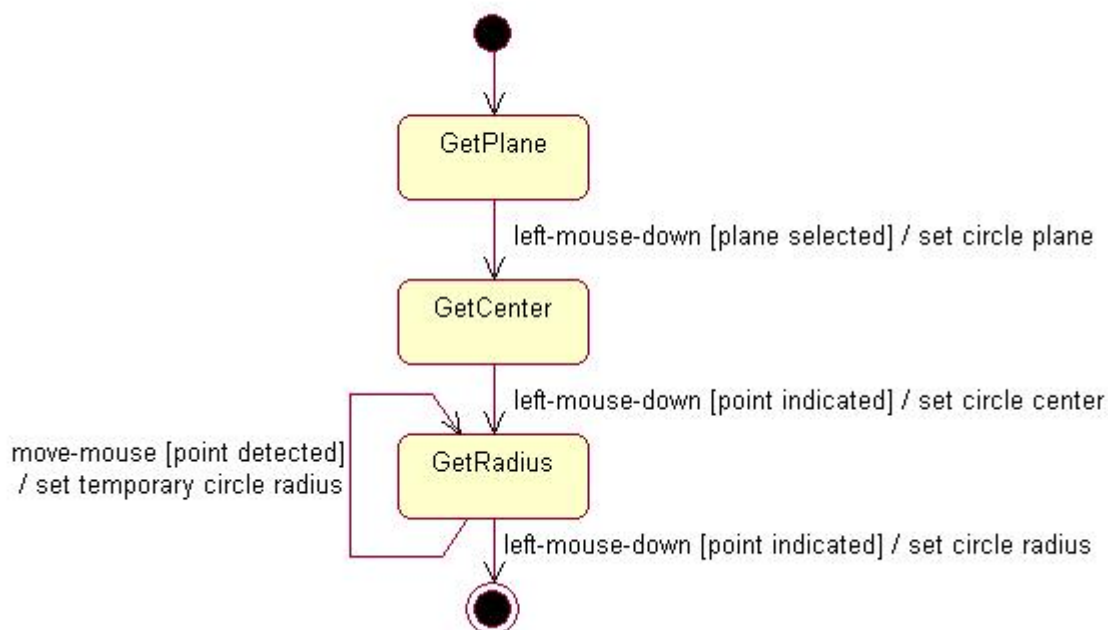 GetPlane
left-mouse-down [plane selected] / set circle plane
GetCenter
left-mouse-down [point indicated] / set circle center
move-mouse [point detected]
/ set temporary circle radius
GetRadius
left-mouse-down [point indicated] / set circle radius